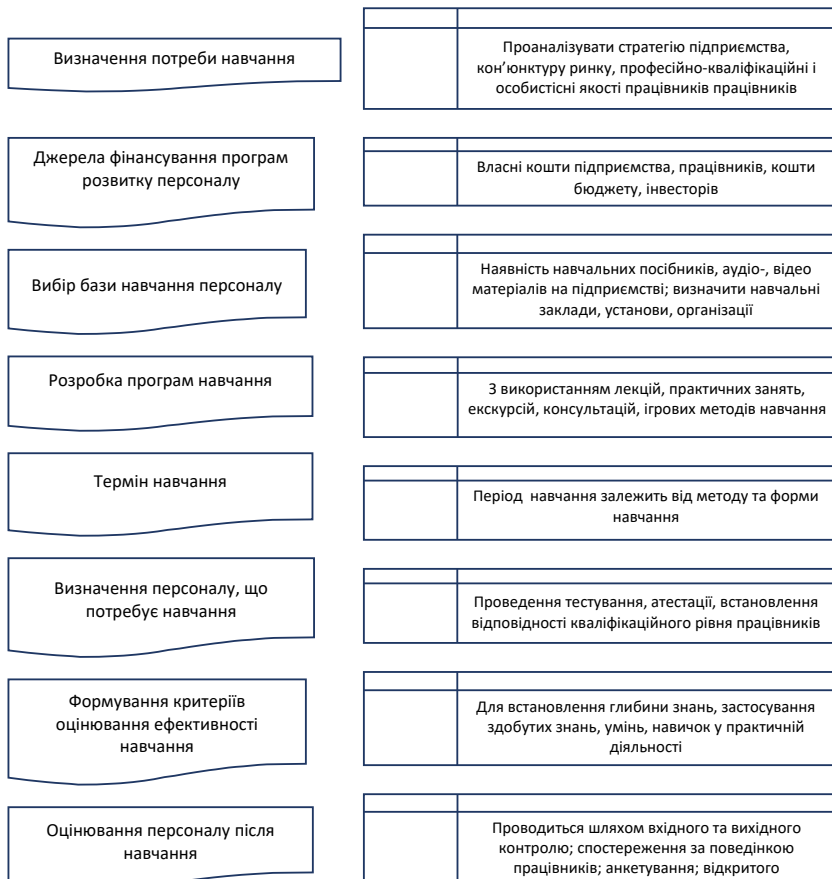 Визначення потреби навчання
Проаналізувати стратегію підприємства,
кон’юнктуру ринку, професійно-кваліфікаційні і
особистісні якості працівників працівників
Джерела фінансування програм
розвитку персоналу
Власні кошти підприємства, працівників, кошти
бюджету, інвесторів
Вибір бази навчання персоналу
Наявність навчальних посібників, аудіо-, відео
матеріалів на підприємстві; визначити навчальні
заклади, установи, організації
Розробка програм навчання
З використанням лекцій, практичних занять,
екскурсій, консультацій, ігрових методів навчання
Термін навчання
Період навчання залежить від методу та форми
навчання
Визначення персоналу, що
потребує навчання
Проведення тестування, атестації, встановлення
відповідності кваліфікаційного рівня працівників
Формування критеріїв
оцінювання ефективності
навчання
Для встановлення глибини знань, застосування
здобутих знань, умінь, навичок у практичній
діяльності
Оцінювання персоналу після
навчання
Проводиться шляхом вхідного та вихідного
контролю; спостереження за поведінкою
працівників; анкетування; відкритого